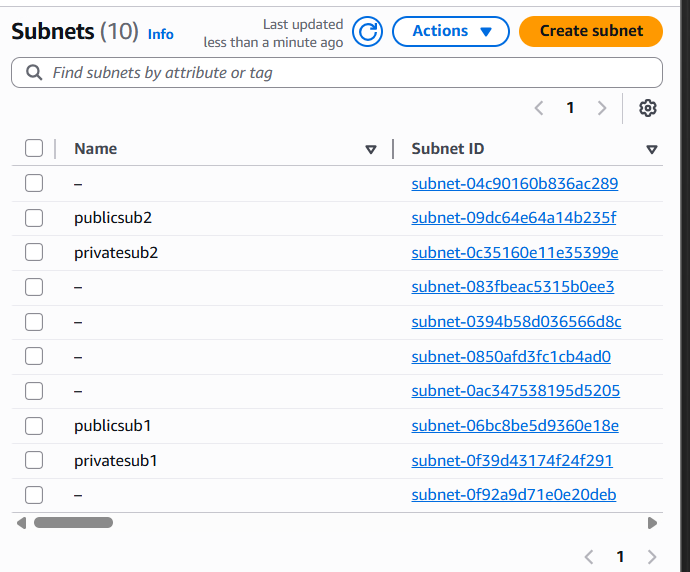 Subnets (10) Info
Last updated
less than a minute ago
Actions
Create subnet
Find subnets by attribute or tag
1
Name Subnet ID
– subnet-04c90160b836ac289
publicsub2 subnet-09dc64e64a14b235f
privatesub2 subnet-0c35160e11e35399e
– subnet-083fbeac5315b0ee3
– subnet-0394b58d036566d8c
– subnet-0850afd3fc1cb4ad0
– subnet-0ac347538195d5205
publicsub1 subnet-06bc8be5d9360e18e
privatesub1 subnet-0f39d43174f24f291
– subnet-0f92a9d71e0e20deb
1